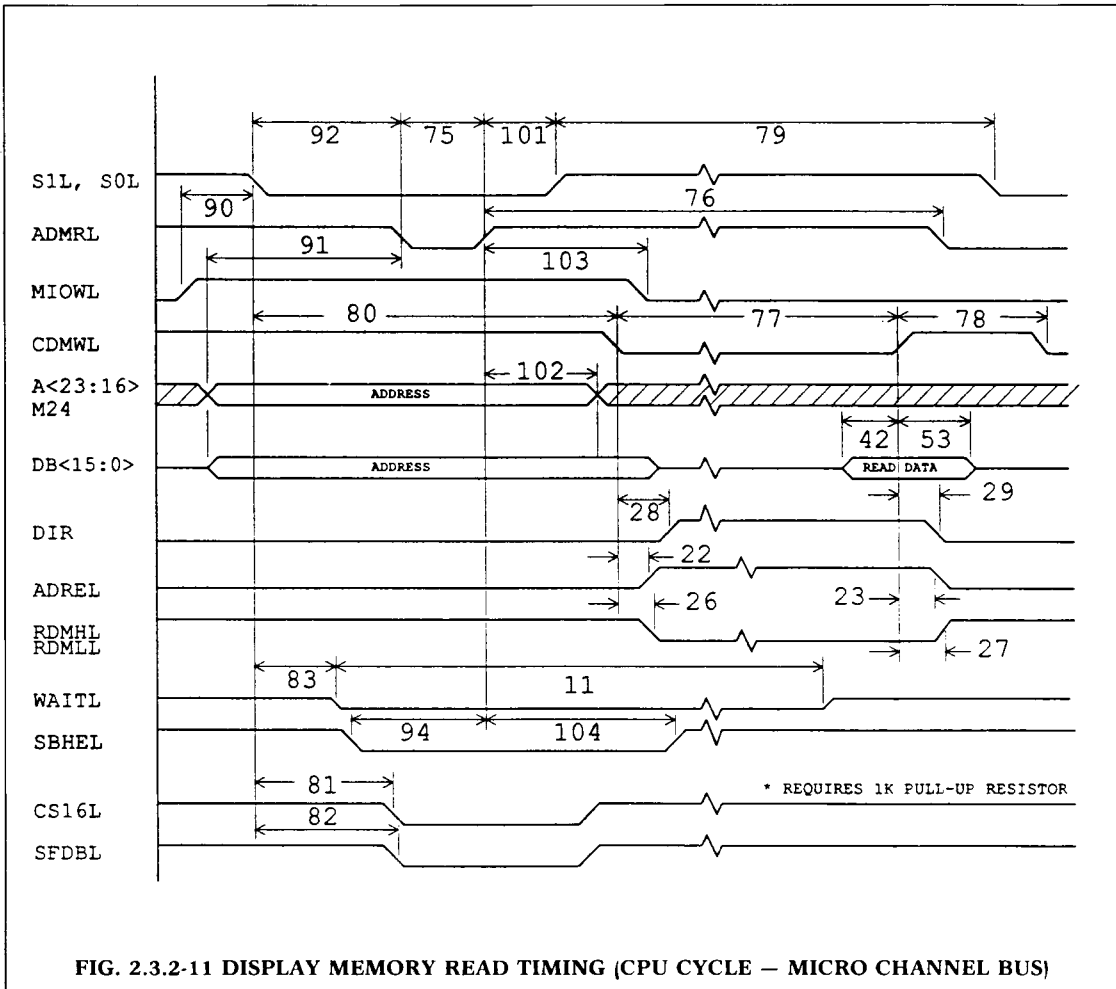 92 75 101 79
S1L, S0L
90 76
ADMRL
91 103
MIOWL
80 77 78
CDMWL
102
A<23:16> ADDRESS
M24
42 53
DB<15:0> ADDRESS READ DATA
29
28
DIR
22
ADREL
26 23
RDMHL
RDMLL
27
83 11
WAITL
94 104
SBHEL
81
* REQUIRES 1K PULL-UP RESISTOR
CS16L
82
SFDBL
FIG. 2.3.2-11 DISPLAY MEMORY READ TIMING (CPU CYCLE — MICRO CHANNEL BUS)